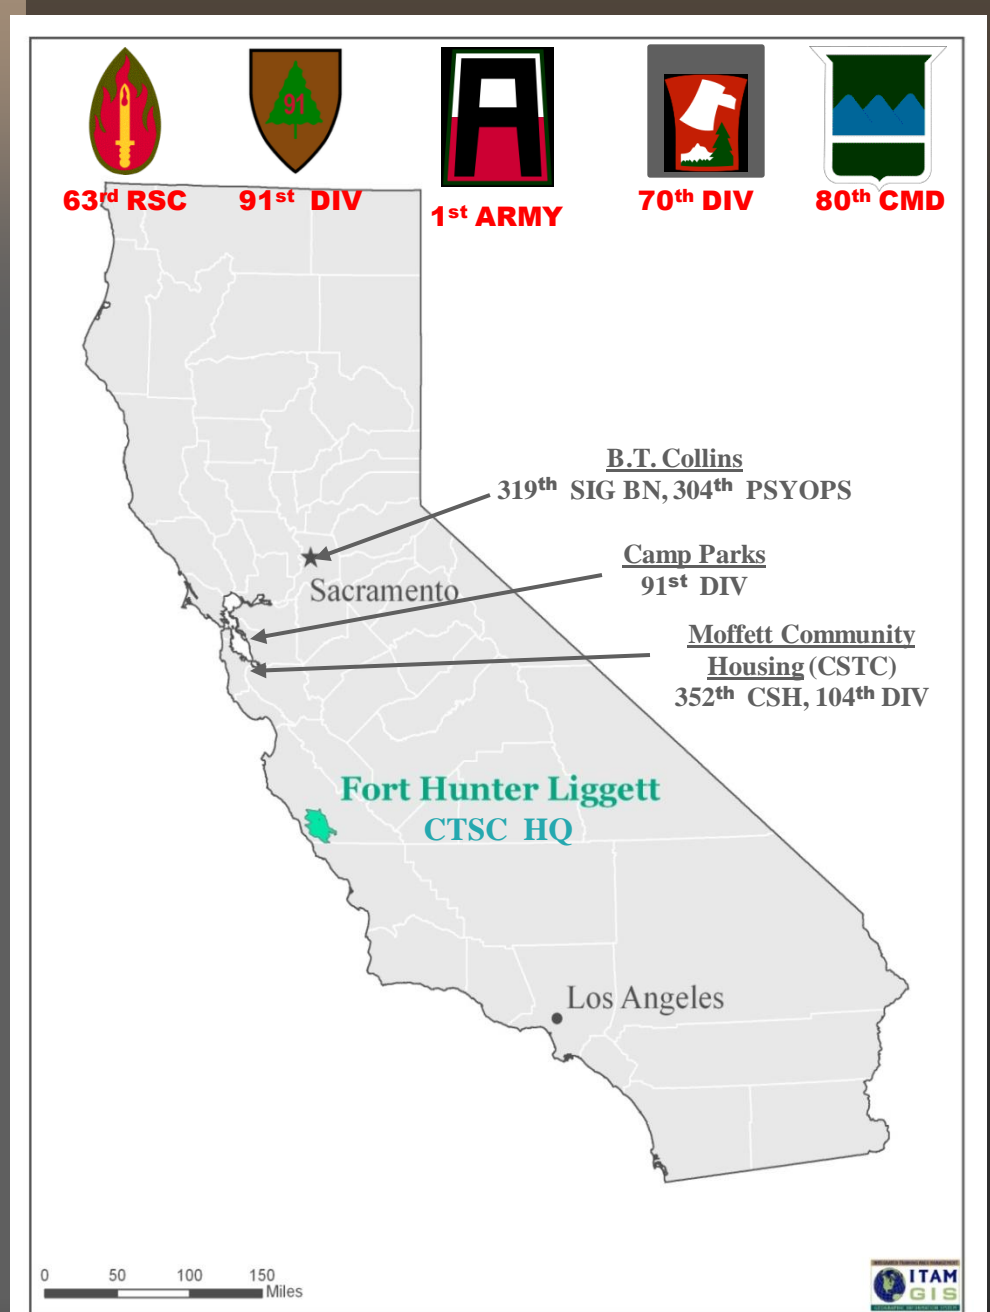 91
63rd RSC
91st DIV
1st ARMY
70th DIV
80th CMD
B.T. Collins
319th SIG BN, 304th PSYOPS
Sacramento
Camp Parks
91st DIV
Moffett Community
Housing (CSTC)
352th CSH, 104th DIV
Fort Hunter Liggett
CTSC HQ
Los Angeles
0 50 100 150
Miles
ITAM
GIS